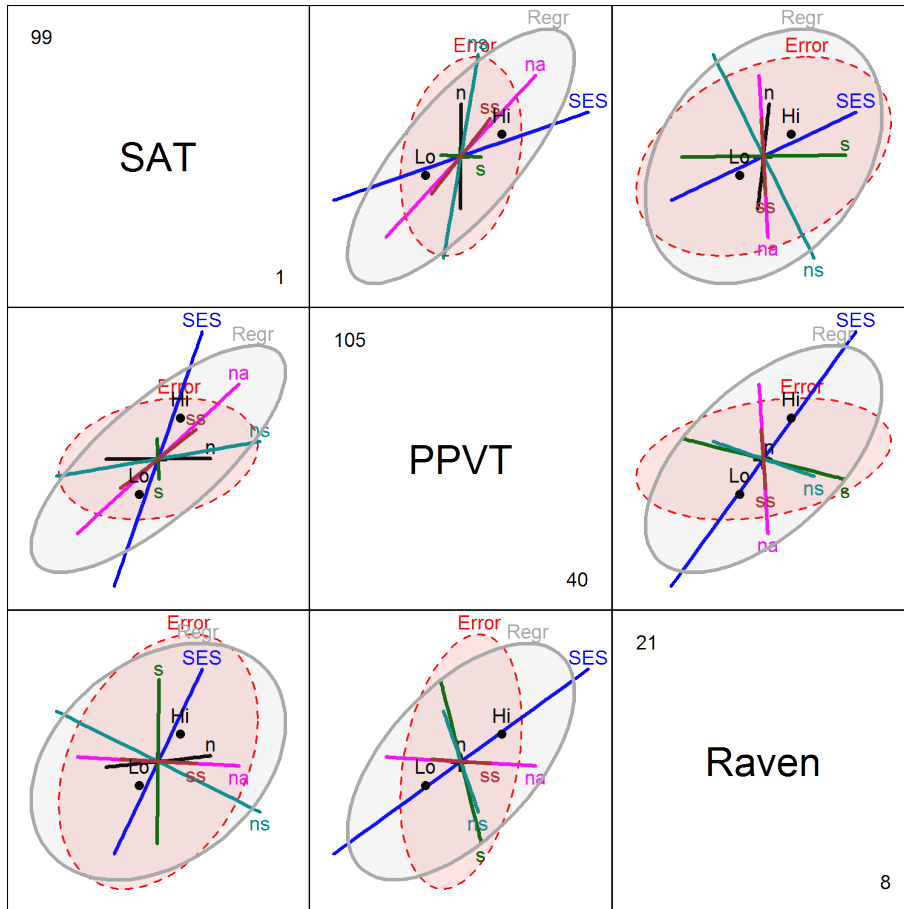 99
SAT
1
Error
ns
Regr
na
SES
n
ss
Hi
Lo
s
Regr
Error
SES
n
Hi
s
Lo
ss
na
ns
SES
Regr
na
Error
Hi
ss
ns
n
Lo
s
105
PPVT
40
SES
Regr
Error
Hi
n
Lo
ss
ns
s
na
Error
Regr
SES
s
Hi
n
Lo
ss
na
ns
Error
Regr
SES
Hi
Lo
ss
na
ns
s
21
Raven
8